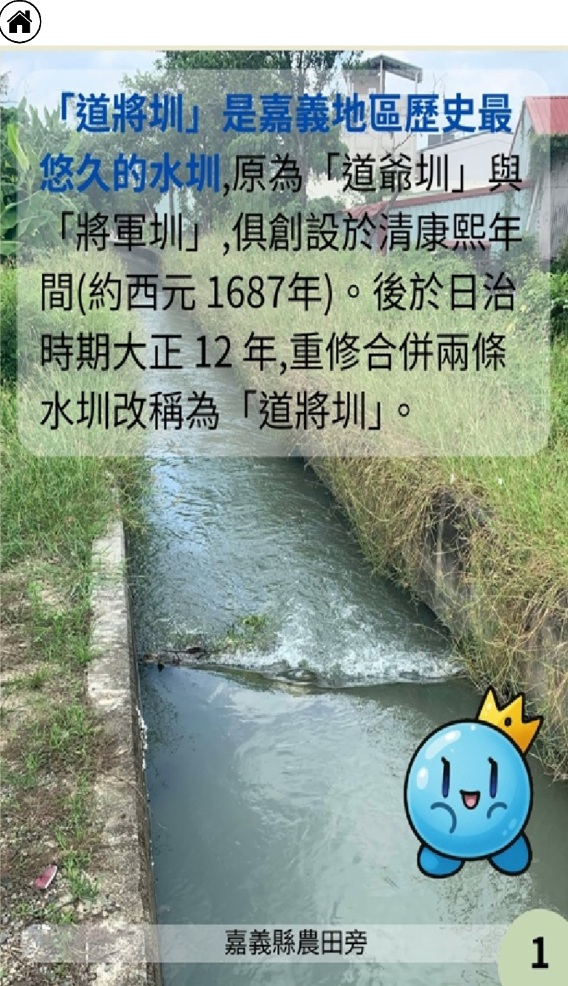 「道將圳」是嘉義地區歷史最
悠久的水圳,原為「道爺圳」與
「將軍圳」,俱創設於清康熙年
間(約西元 1687年)。後於日治
時期大正 12 年,重修合併兩條
水圳改稱為「道將圳」。
嘉義縣農田旁
1